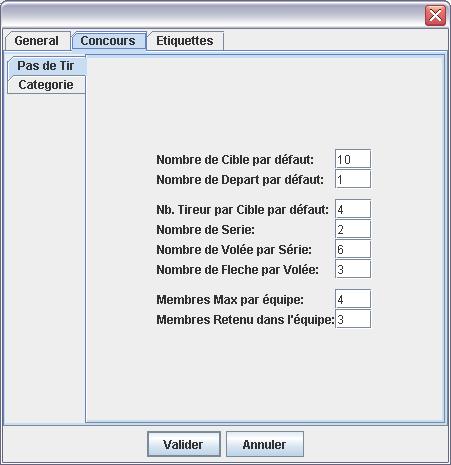 General Concours Etiquettes
Pas de Tir
Categorie
Nombre de Cible par défaut: 10
Nombre de Depart par défaut: 1
Nb. Tireur par Cible par défaut: 4
Nombre de Serie: 2
Nombre de Volée par Série: 6
Nombre de Fleche par Volée: 3
Membres Max par équipe: 4
Membres Retenu dans l'équipe: 3
Valider Annuler